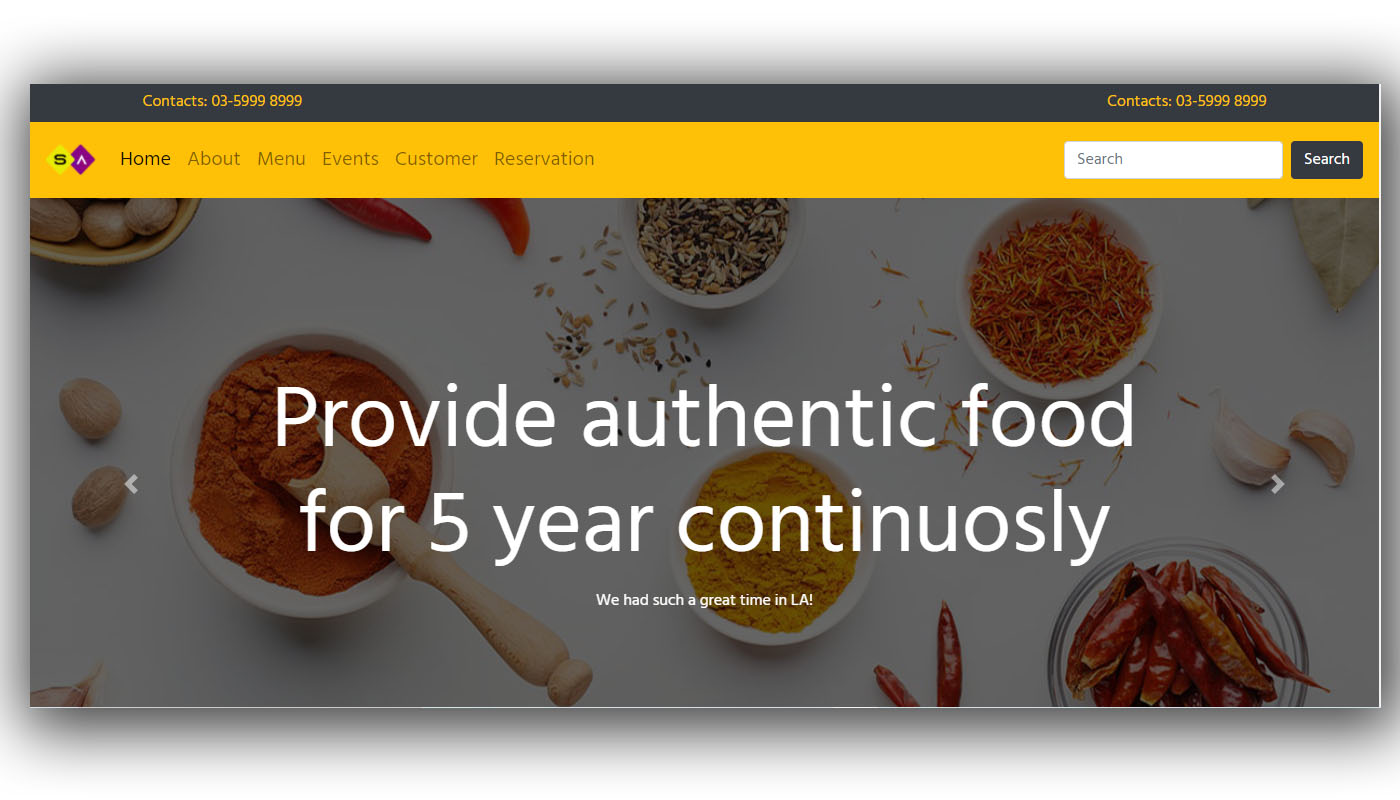 Contacts: 03-5999 8999 Contacts: 03-5999 8999
S Λ Home About Menu Events Customer Reservation Search Search
Provide authentic food
for 5 year continuosly
We had such a great time in LA!